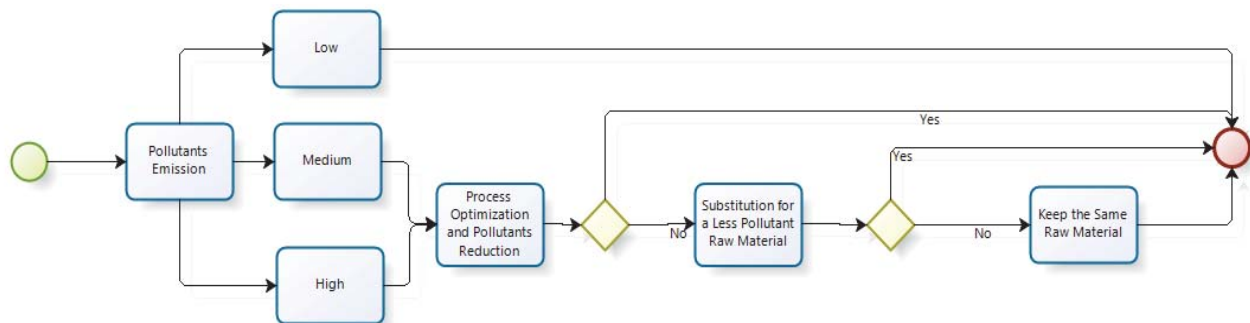 Low
Yes
Pollutants
Emission
Medium
Yes
Process
Optimization
and Pollutants
Reduction
No
Substitution for
a Less Pollutant
Raw Material
No
Keep the Same
Raw Material
High